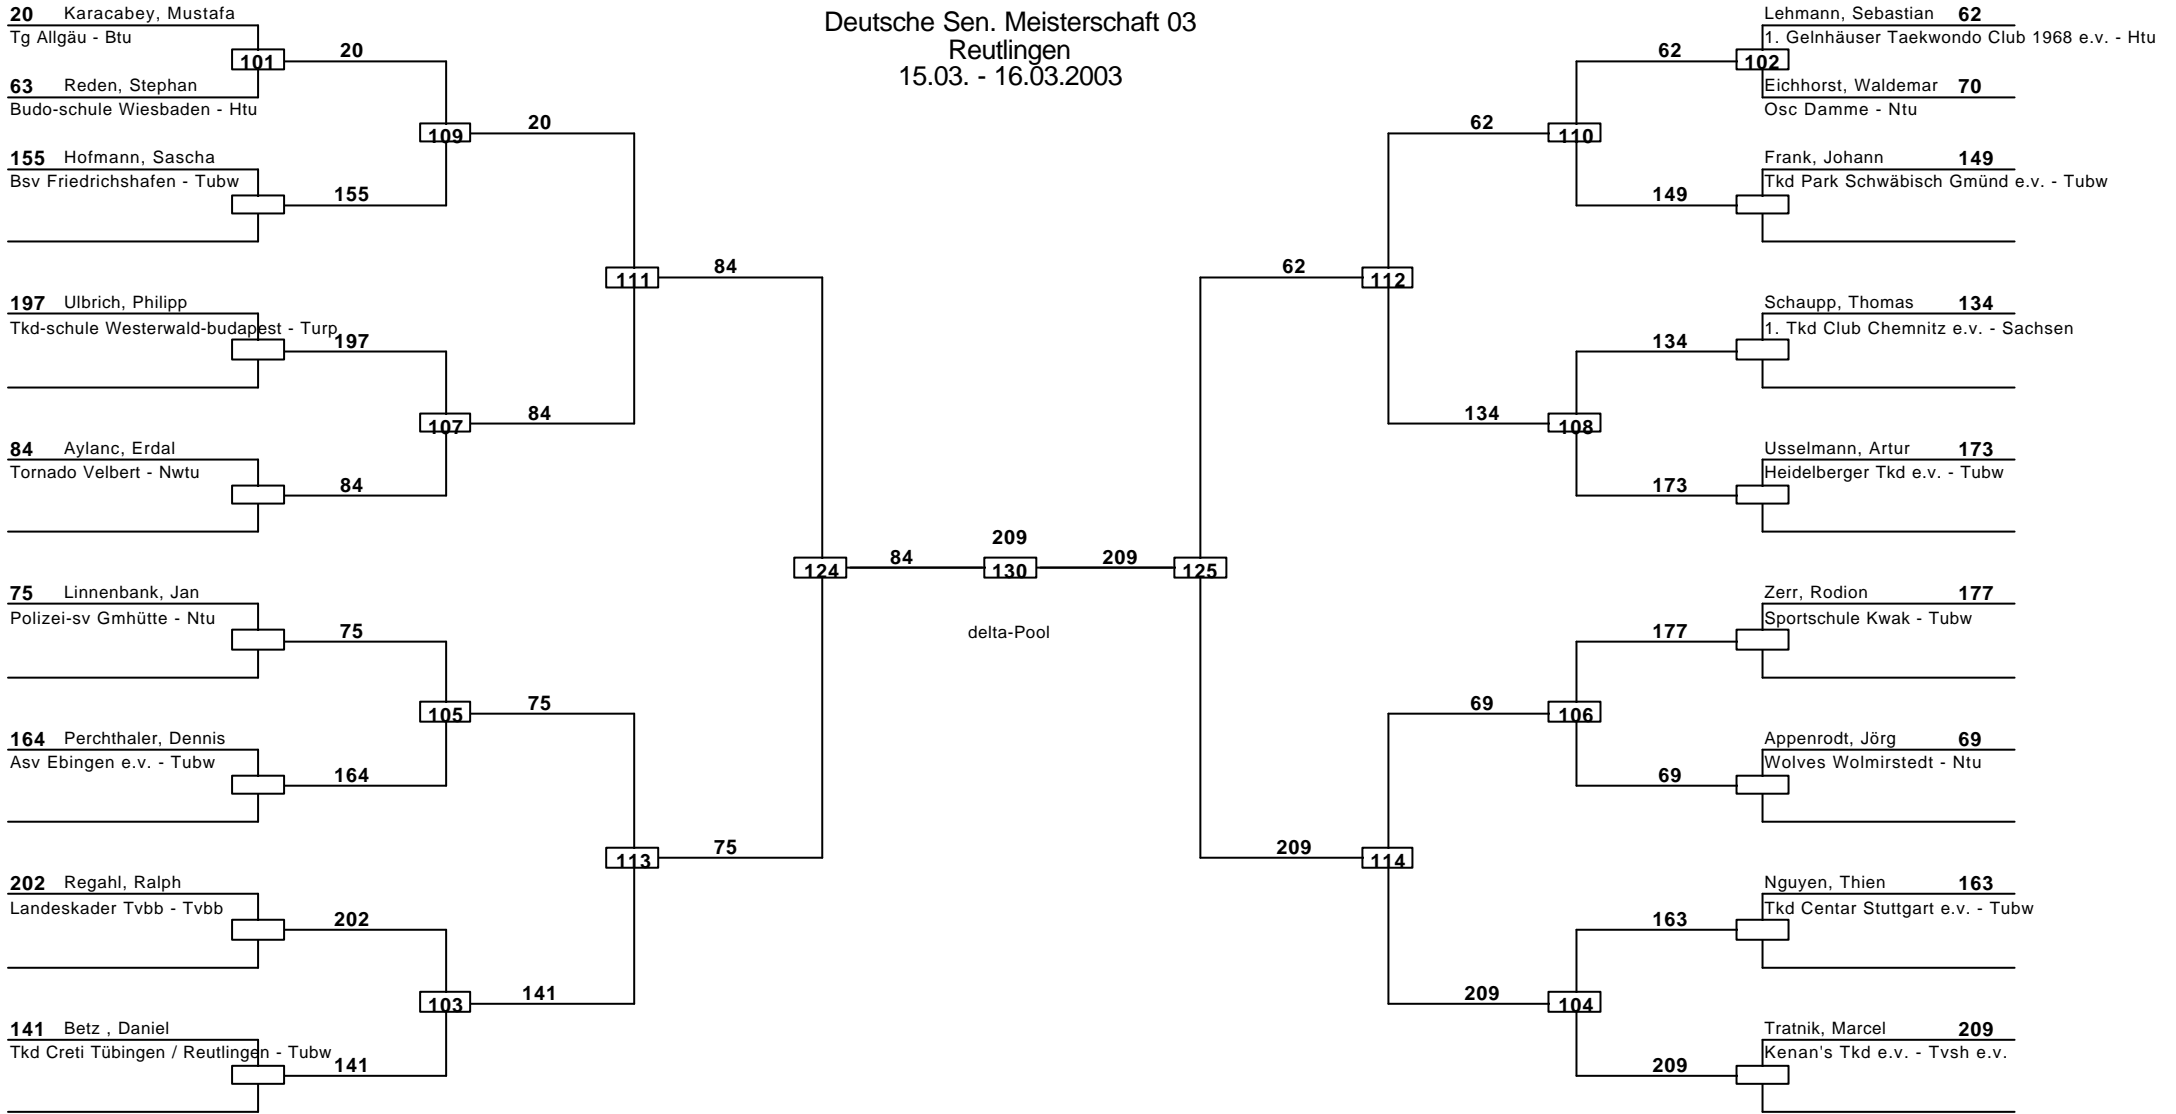 Deutsche Sen. Meisterschaft 03
Reutlingen
15.03. - 16.03.2003
20 Karacabey, Mustafa
Tg Allgäu - Btu
101
20
63 Reden, Stephan
Budo-schule Wiesbaden - Htu
109
20
155 Hofmann, Sascha
Bsv Friedrichshafen - Tubw
155
111
84
197 Ulbrich, Philipp
Tkd-schule Westerwald-budapest - Turp
197
107
84
84 Aylanc, Erdal
Tornado Velbert - Nwtu
84
124
84
209
130
209
125
delta-Pool
75 Linnenbank, Jan
Polizei-sv Gmhütte - Ntu
75
105
75
164 Perchthaler, Dennis
Asv Ebingen e.v. - Tubw
164
113
75
202 Regahl, Ralph
Landeskader Tvbb - Tvbb
202
103
141
141 Betz , Daniel
Tkd Creti Tübingen / Reutlingen - Tubw
141
Lehmann, Sebastian 62
1. Gelnhäuser Taekwondo Club 1968 e.v. - Htu
62
102
Eichhorst, Waldemar 70
Osc Damme - Ntu
62
110
Frank, Johann 149
Tkd Park Schwäbisch Gmünd e.v. - Tubw
149
62
112
Schaupp, Thomas 134
1. Tkd Club Chemnitz e.v. - Sachsen
134
134
108
Usselmann, Artur 173
Heidelberger Tkd e.v. - Tubw
173
Zerr, Rodion 177
Sportschule Kwak - Tubw
177
69
106
Appenrodt, Jörg 69
Wolves Wolmirstedt - Ntu
69
209
114
Nguyen, Thien 163
Tkd Centar Stuttgart e.v. - Tubw
163
209
104
Tratnik, Marcel 209
Kenan's Tkd e.v. - Tvsh e.v.
209